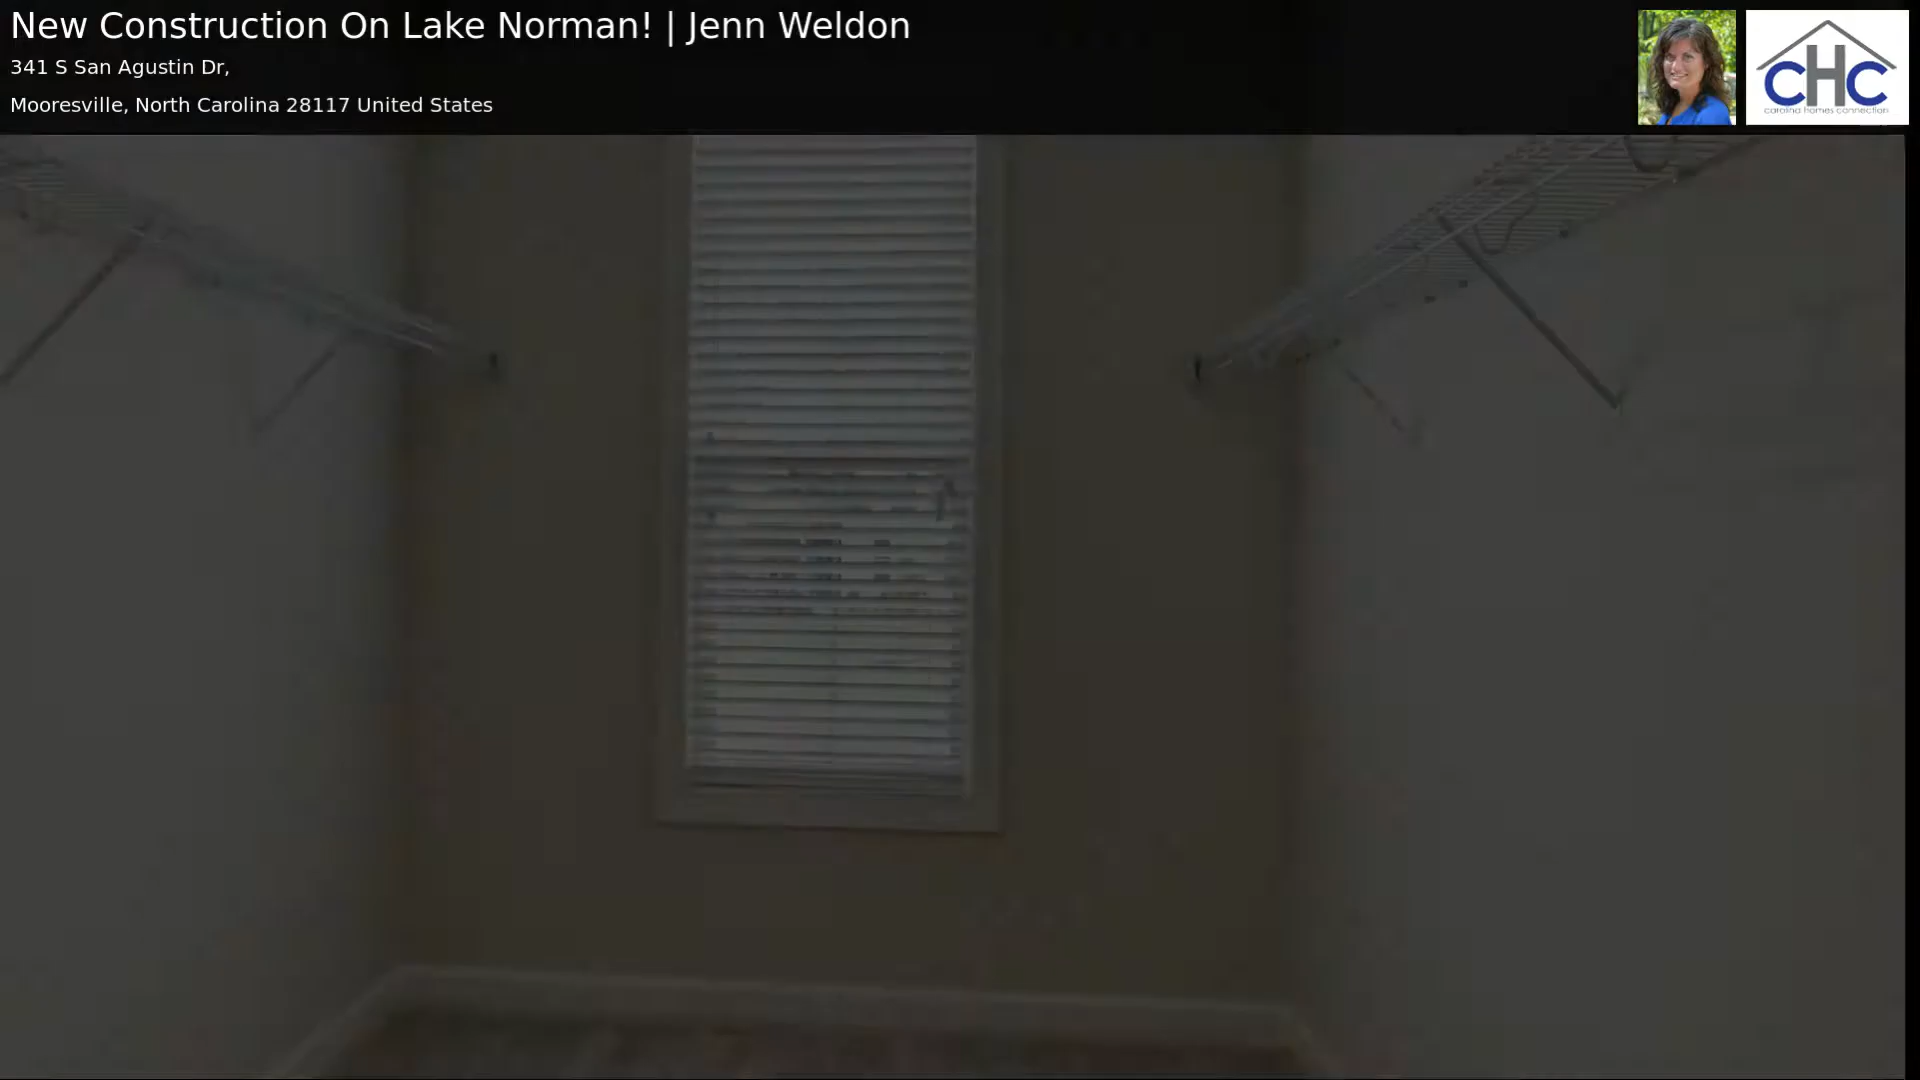 New Construction On Lake Norman! | Jenn Weldon
341 S San Agustin Dr,
Mooresville, North Carolina 28117 United States
CHC
carolina homes connection